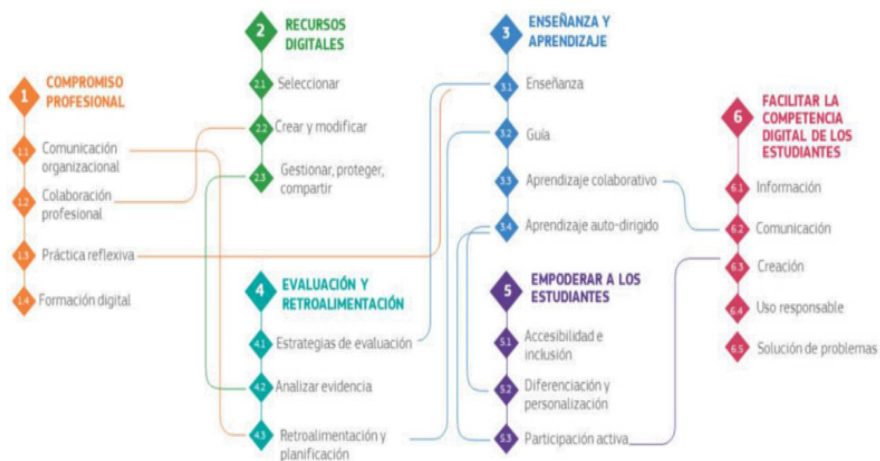 1
COMPROMISO
PROFESIONAL
1.1
Comunicación
organizacional
1.2
Colaboración
profesional
1.3
Práctica reflexiva
1.4
Formación digital
2
RECURSOS
DIGITALES
2.1
Seleccionar
2.2
Crear y modificar
2.3
Gestionar, proteger,
compartir
3
ENSEÑANZA Y
APRENDIZAJE
3.1
Enseñanza
3.2
Guía
3.3
Aprendizaje colaborativo
3.4
Aprendizaje auto-dirigido
4
EVALUACIÓN Y
RETROALIMENTACIÓN
4.1
Estrategias de evaluación
4.2
Analizar evidencia
4.3
Retroalimentación y
planificación
5
EMPODERAR A LOS
ESTUDIANTES
5.1
Accesibilidad e
inclusión
5.2
Diferenciación y
personalización
5.3
Participación activa
6
FACILITAR LA
COMPETENCIA
DIGITAL DE LOS
ESTUDIANTES
6.1
Información
6.2
Comunicación
6.3
Creación
6.4
Uso responsable
6.5
Solución de problemas